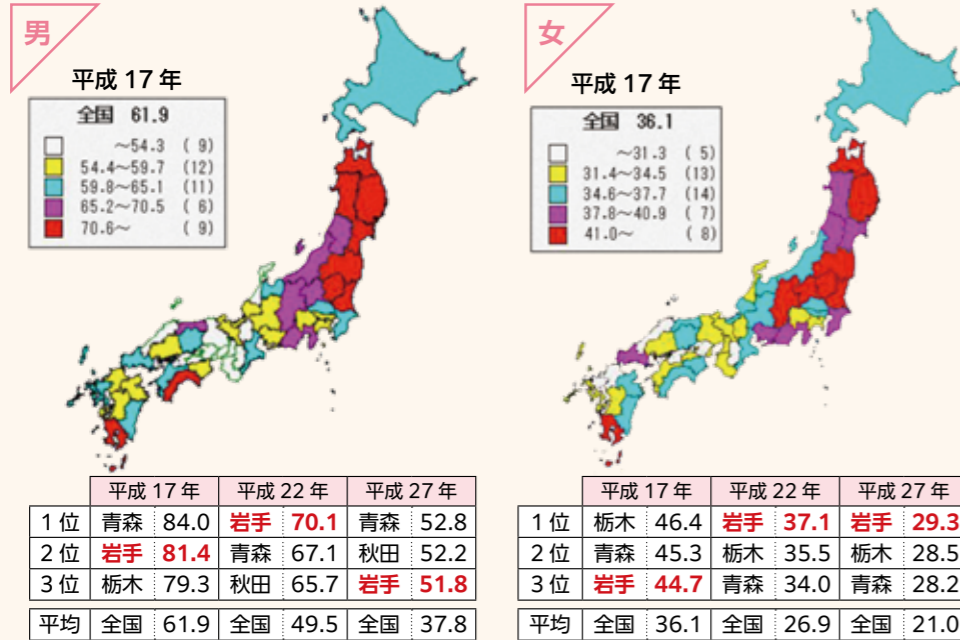 男
平成 17 年
全国 61.9
～54.3 ( 9)
54.4～59.7 (12)
59.8～65.1 (11)
65.2～70.5 ( 6)
70.6～ ( 9)
平成 17 年 平成 22 年 平成 27 年
1 位 青森 84.0 岩手 70.1 青森 52.8
2 位 岩手 81.4 青森 67.1 秋田 52.2
3 位 栃木 79.3 秋田 65.7 岩手 51.8
平均 全国 61.9 全国 49.5 全国 37.8
女
平成 17 年
全国 36.1
～31.3 ( 5)
31.4～34.5 (13)
34.6～37.7 (14)
37.8～40.9 ( 7)
41.0～ ( 8)
平成 17 年 平成 22 年 平成 27 年
1 位 栃木 46.4 岩手 37.1 岩手 29.3
2 位 青森 45.3 栃木 35.5 栃木 28.5
3 位 岩手 44.7 青森 34.0 青森 28.2
平均 全国 36.1 全国 26.9 全国 21.0